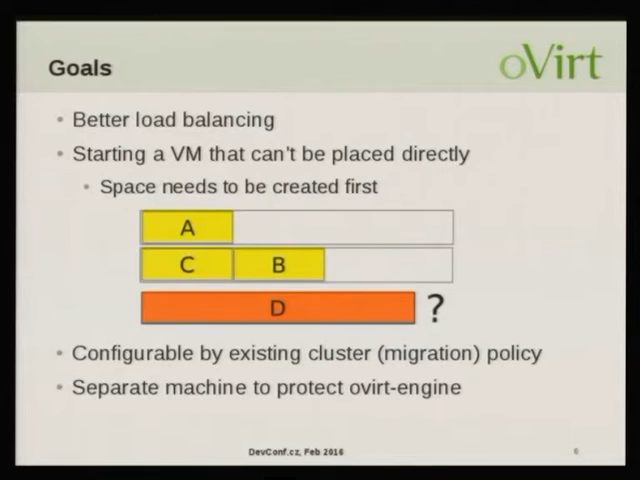 Goals
oVirt
Better load balancing
Starting a VM that can't be placed directly
Space needs to be created first
A
C B
D ?
Configurable by existing cluster (migration) policy
Separate machine to protect ovirt-engine
DevConf.cz, Feb 2016
6